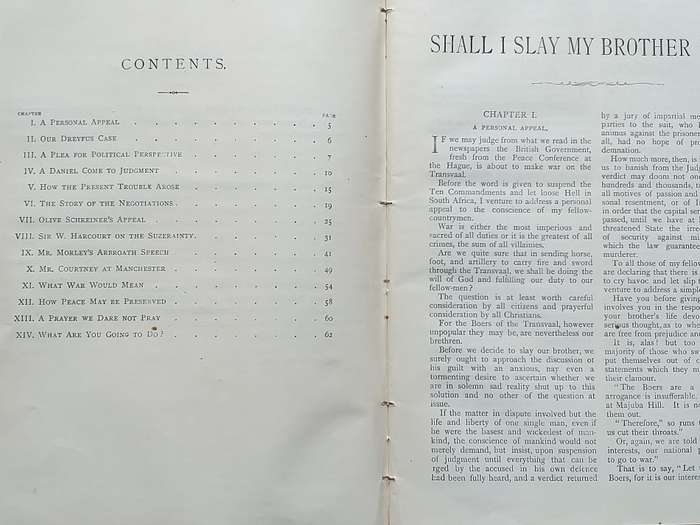 CONTENTS.
CHAPTER PAGE
I. A PERSONAL APPEAL 5
II. OUR DREYFUS CASE 6
III. A PLEA FOR POLITICAL PERSPECTIVE 7
IV. A DANIEL COME TO JUDGMENT 10
V. HOW THE PRESENT TROUBLE AROSE 15
VI. THE STORY OF THE NEGOTIATIONS 19
VII. OLIVE SCHREINER'S APPEAL 25
VIII. SIR W. HARCOURT ON THE SUZERAINTY 31
IX. MR. MORLEY'S ARBROATH SPEECH 41
X. MR. COURTNEY AT MANCHESTER 49
XI. WHAT WAR WOULD MEAN 54
XII. HOW PEACE MAY BE PRESERVED 58
XIII. A PRAYER WE DARE NOT PRAY 60
XIV. WHAT ARE YOU GOING TO DO? 62
SHALL I SLAY MY BROTHER
CHAPTER I.
A PERSONAL APPEAL.
IF we may judge from what we read in the
newspapers the British Government,
fresh from the Peace Conference at
the Hague, is about to make war on the
Transvaal.
Before the word is given to suspend the
Ten Commandments and let loose Hell in
South Africa, I venture to address a personal
appeal to the conscience of my fellow-
countrymen.
War is either the most imperious and
sacred of all duties or it is the greatest of all
crimes, the sum of all villainies.
Are we quite sure that in sending horse,
foot, and artillery to carry fire and sword
through the Transvaal, we shall be doing the
will of God and fulfilling our duty to our
fellow-men?
The question is at least worth careful
consideration by all citizens and prayerful
consideration by all Christians.
For the Boers of the Transvaal, however
unpopular they may be, are nevertheless our
brethren.
Before we decide to slay our brother, we
surely ought to approach the discussion of
his guilt with an anxious, nay even a
tormenting desire to ascertain whether we
are in solemn sad reality shut up to this
solution and no other of the question at
issue.
If the matter in dispute involved but the
life and liberty of one single man, even if
he were the basest and wickedest of man-
kind, the conscience of mankind would not
merely demand, but insist, upon suspension
of judgment until everything that can be
rged by the accused in his own defence
had been fully heard, and a verdict returned
by a jury of impartial me
parties to the suit, who
animus against the prisoner
all, had no hope of pro
demnation.
How much more, then, is
us to banish from the Judg
verdict may doom not one
hundreds and thousands,
all motives of passion and
sonal resentment, or of
in order that the capital sen
passed, until we have at
threatened State the irre
of security against mi
which the law guarantee
murderer.
To all those of my fellow
are declaring that there is
to cry havoc and let slip t
venture to address a simple
Have you before giving
involves you in the respo
your brother's life devo
serious thought, as to whe
are free from prejudice an
It is, alas! but too
majority of those who sw
put themselves out of c
statements which they m
their clamour.
"The Boers are a
arrogance is insufferable.
at Majuba Hill. It is ne
them out.
"Therefore," so runs
us cut their throats."
Or, again, we are told
interests, our national p
to go to war."
That is to say, "Let
Boers, for it is our interes